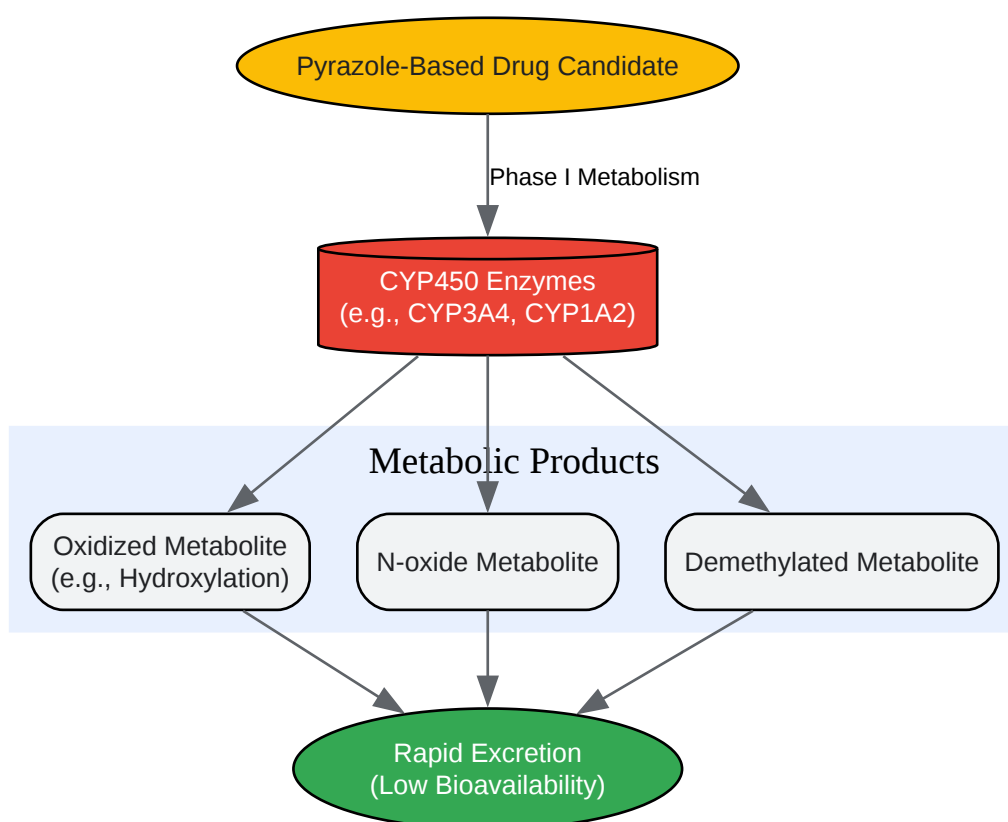 Pyrazole-Based Drug Candidate
Phase I Metabolism
CYP450 Enzymes
(e.g., CYP3A4, CYP1A2)
Metabolic Products
Oxidized Metabolite
(e.g., Hydroxylation)
N-oxide Metabolite
Demethylated Metabolite
Rapid Excretion
(Low Bioavailability)